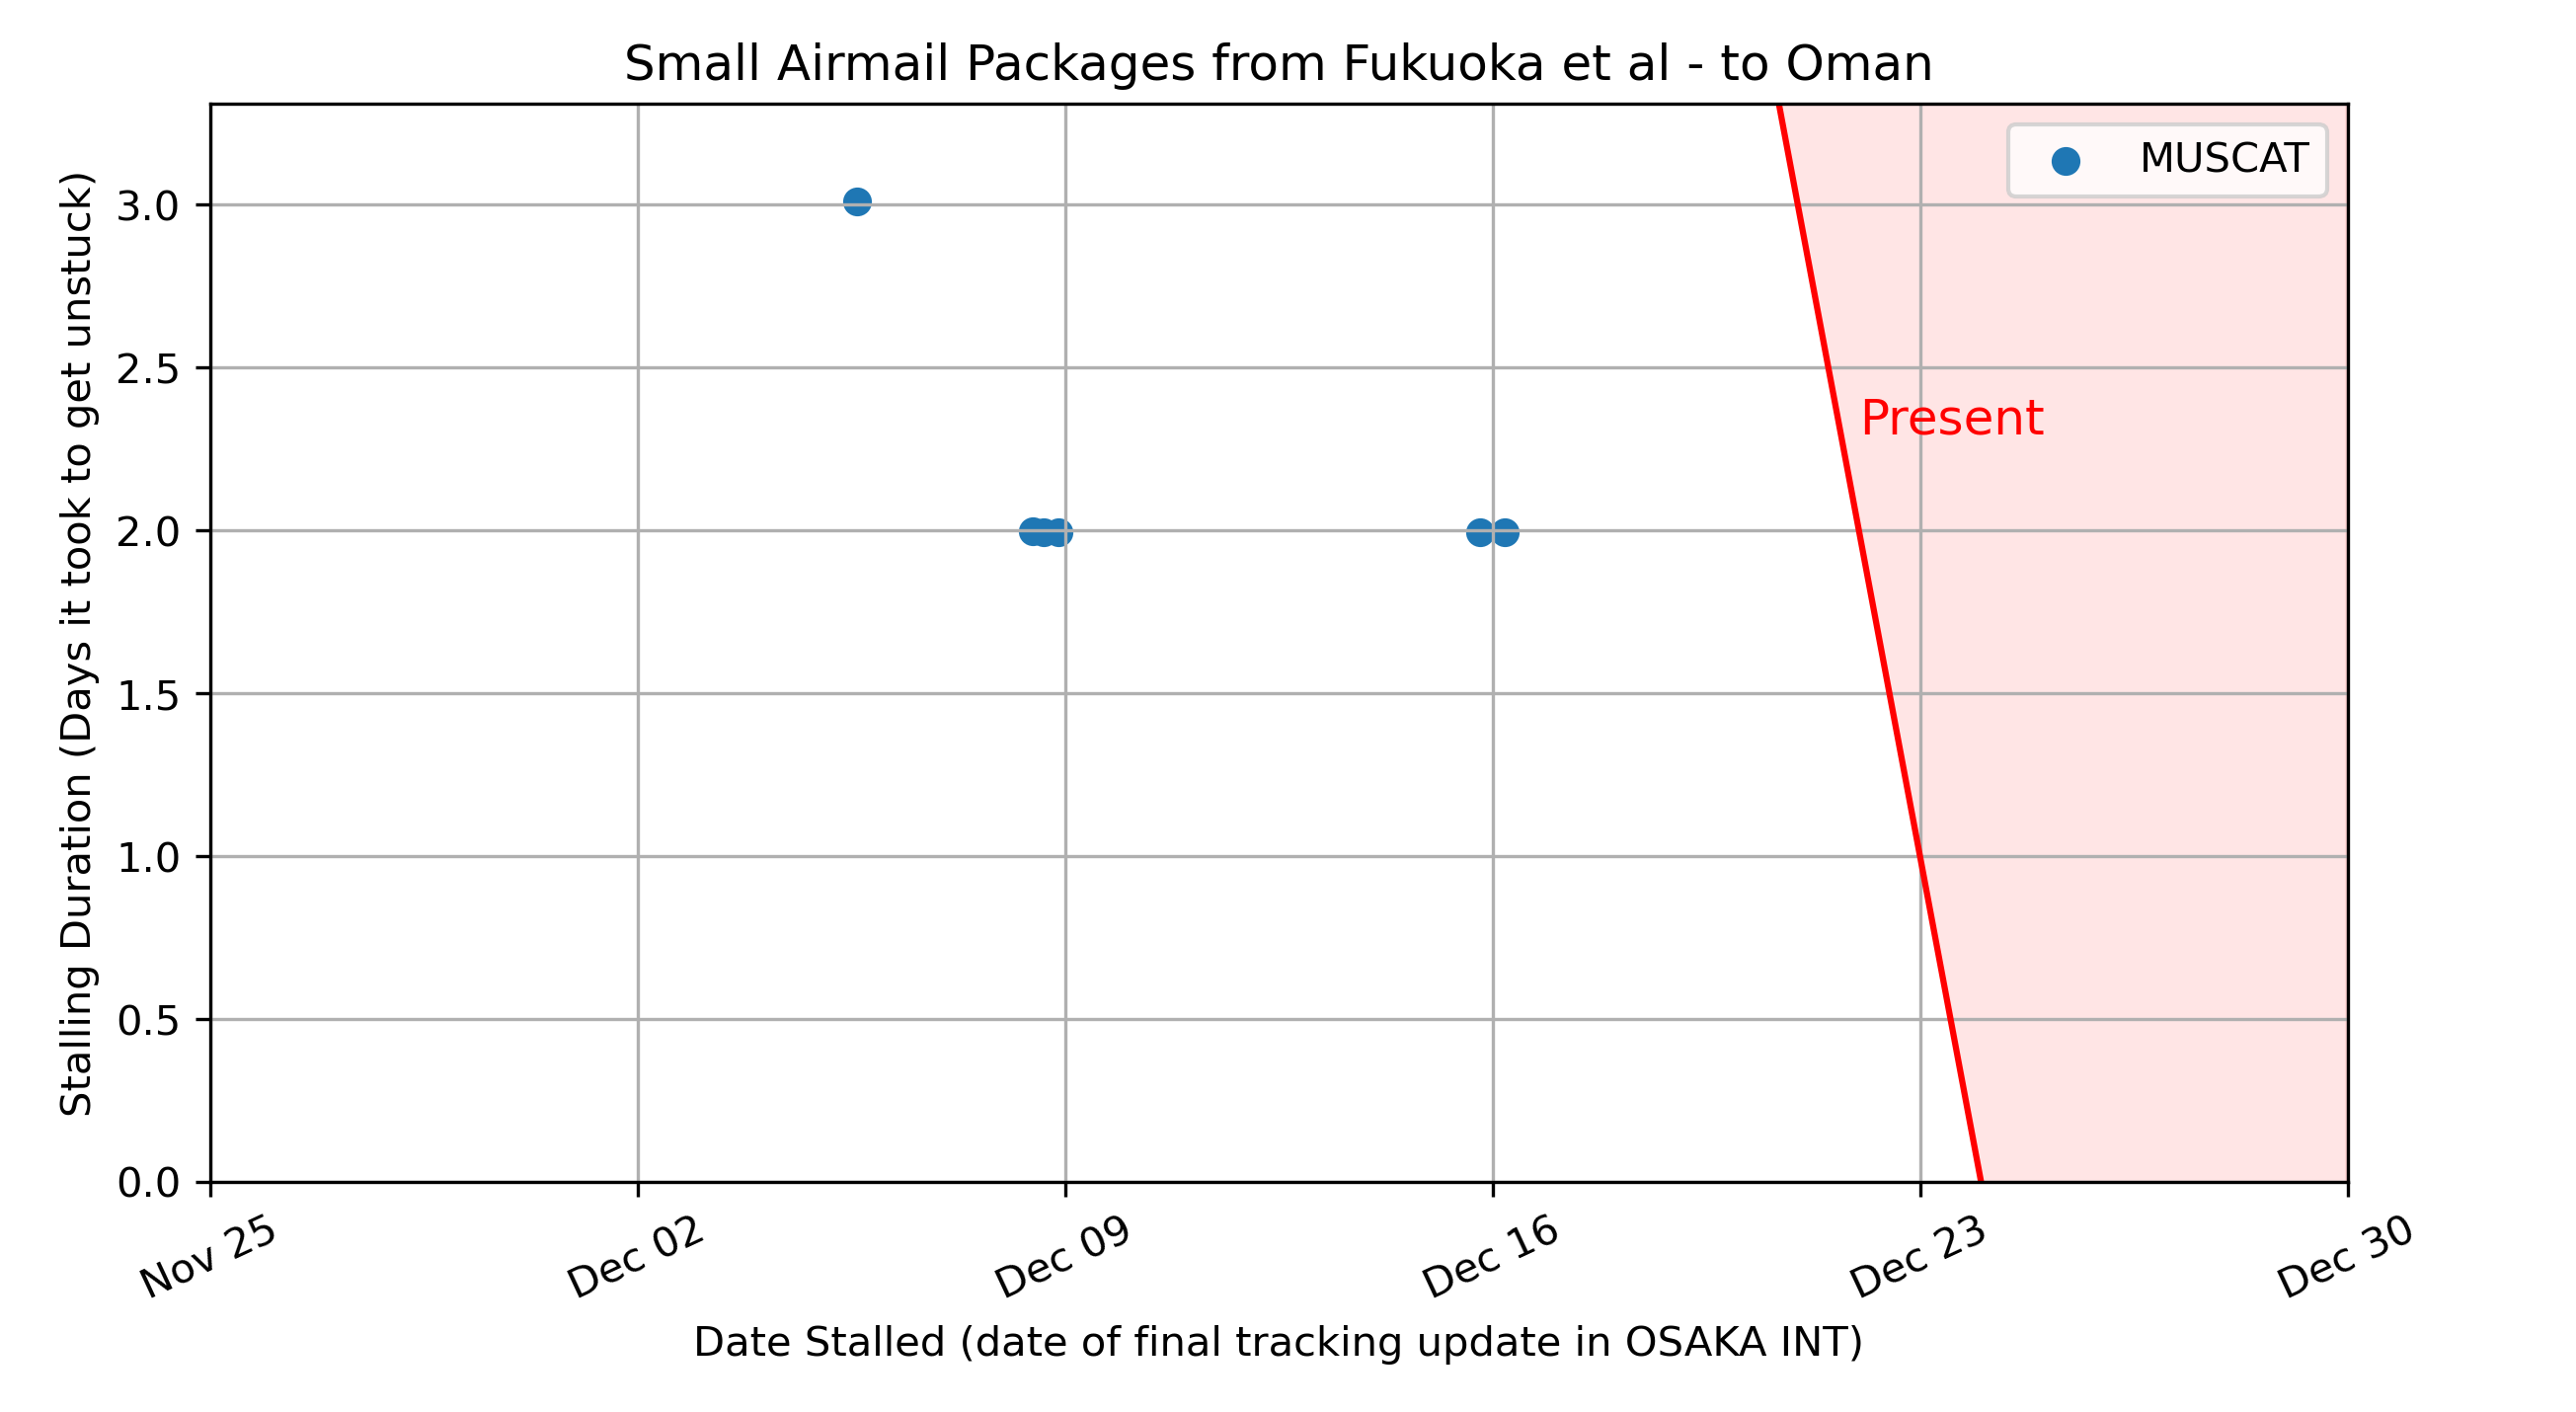 Small Airmail Packages from Fukuoka et al - to Oman
MUSCAT
Present
Stalling Duration (Days it took to get unstuck)
3.0
2.5
2.0
1.5
1.0
0.5
0.0
Nov 25
Dec 02
Dec 09
Dec 16
Dec 23
Dec 30
Date Stalled (date of final tracking update in OSAKA INT)